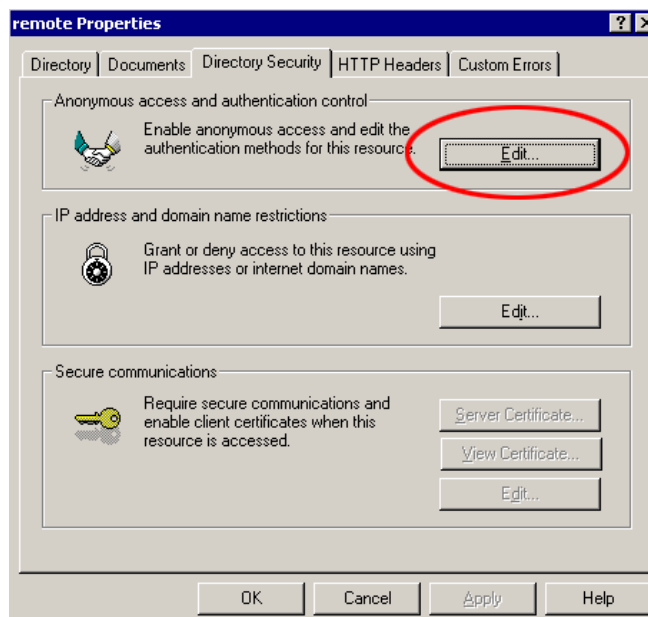 remote Properties
Directory Documents Directory Security HTTP Headers Custom Errors
Anonymous access and authentication control
Enable anonymous access and edit the
authentication methods for this resource.
Edit...
IP address and domain name restrictions
Grant or deny access to this resource using
IP addresses or internet domain names.
Edit...
Secure communications
Require secure communications and
enable client certificates when this
resource is accessed.
Server Certificate...
View Certificate...
Edit...
OK Cancel Apply Help